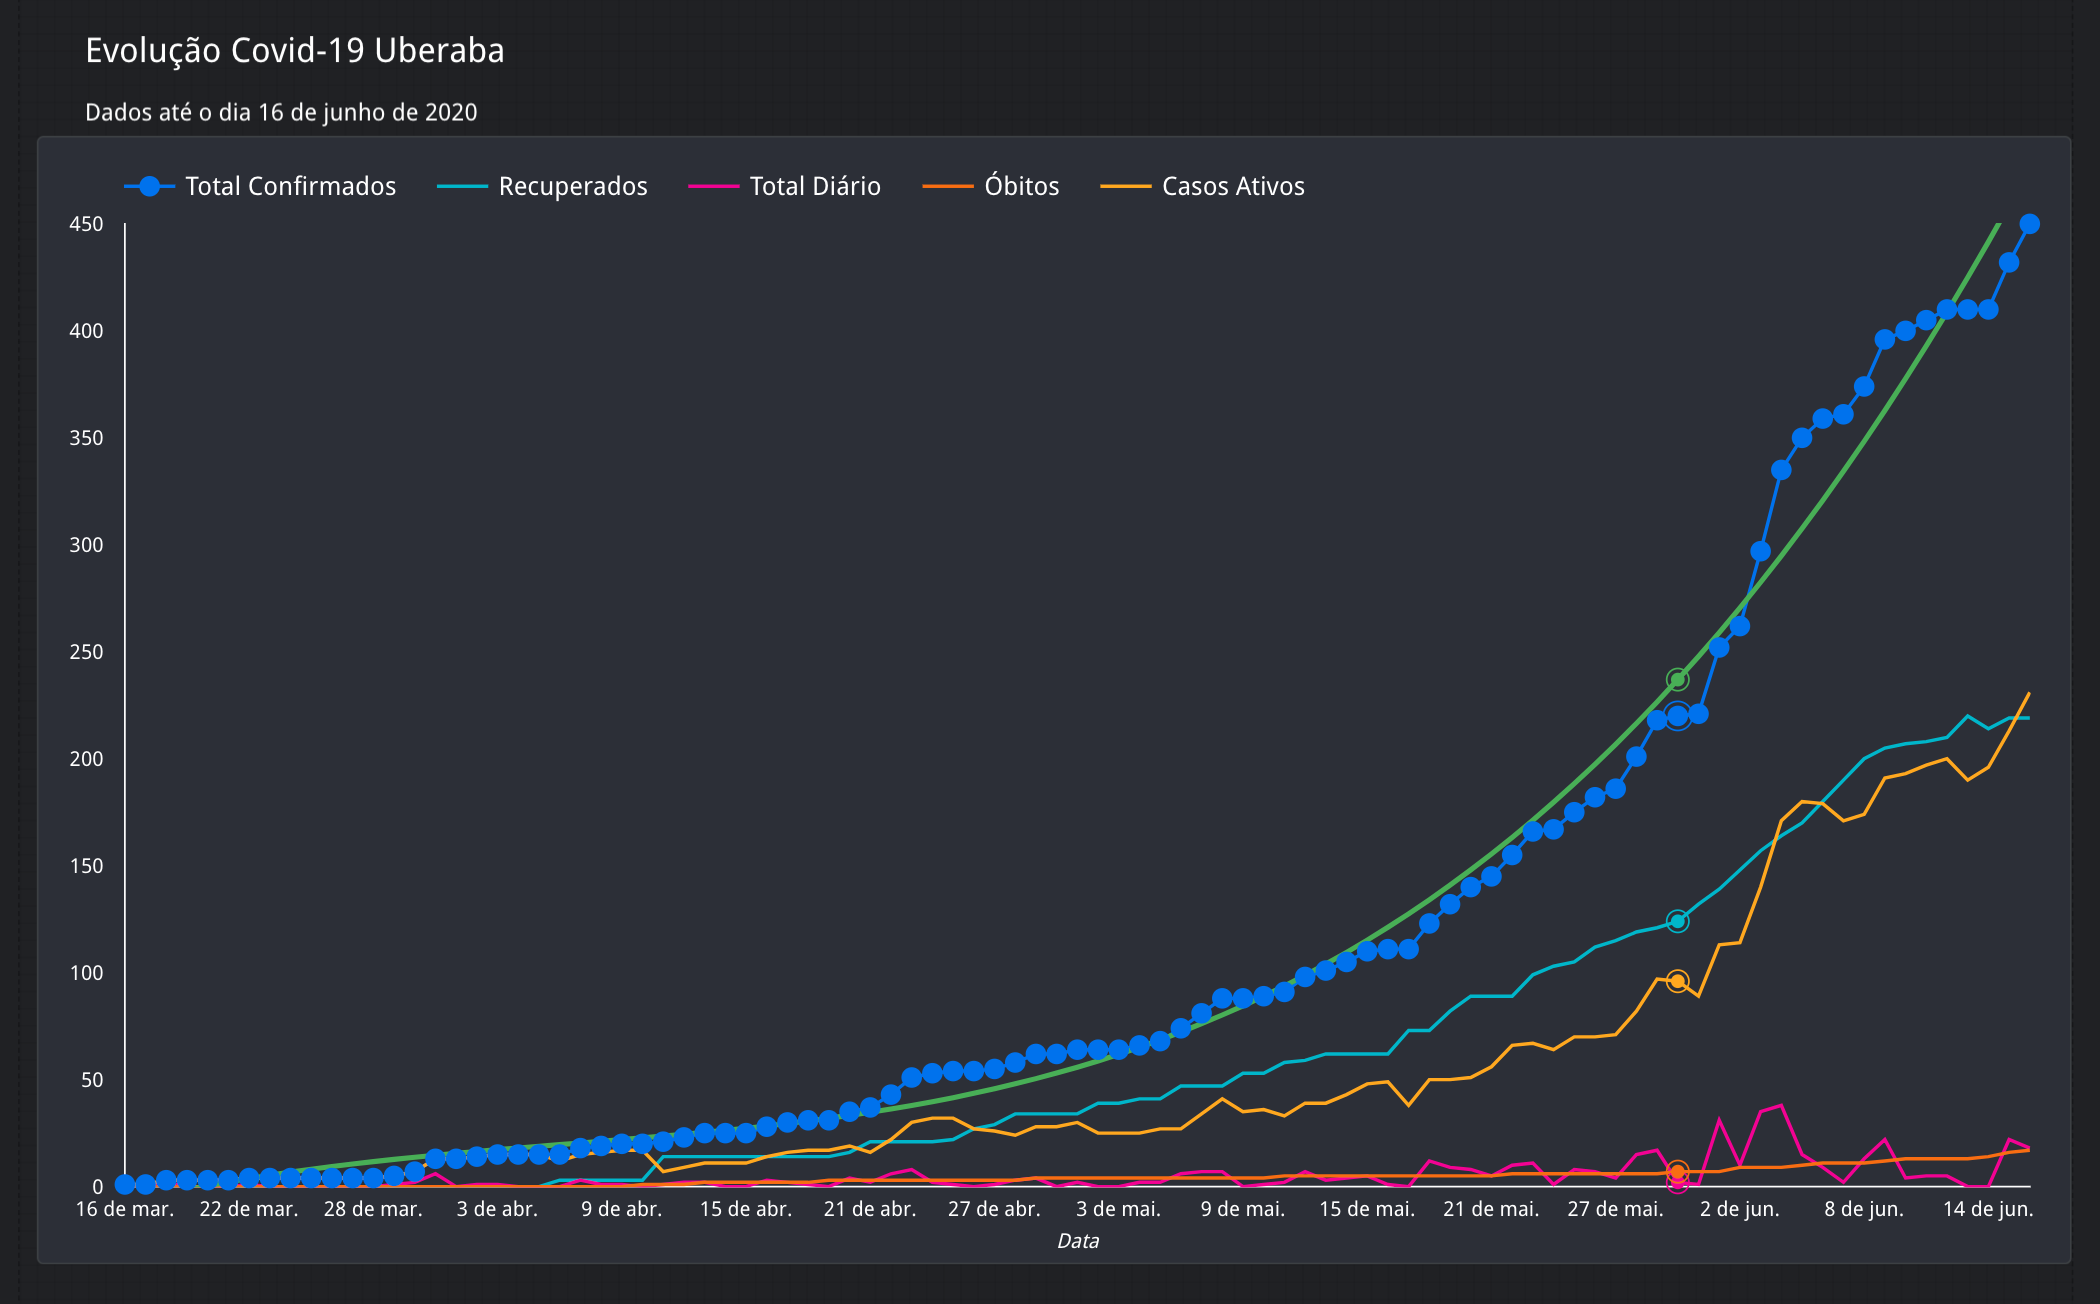 Evolução Covid-19 Uberaba
Dados até o dia 16 de junho de 2020
Total Confirmados Recuperados Total Diário Óbitos Casos Ativos
450
400
350
300
250
200
150
100
50
0
16 de mar. 22 de mar. 28 de mar. 3 de abr. 9 de abr. 15 de abr. 21 de abr. 27 de abr. 3 de mai. 9 de mai. 15 de mai. 21 de mai. 27 de mai. 2 de jun. 8 de jun. 14 de jun.
Data